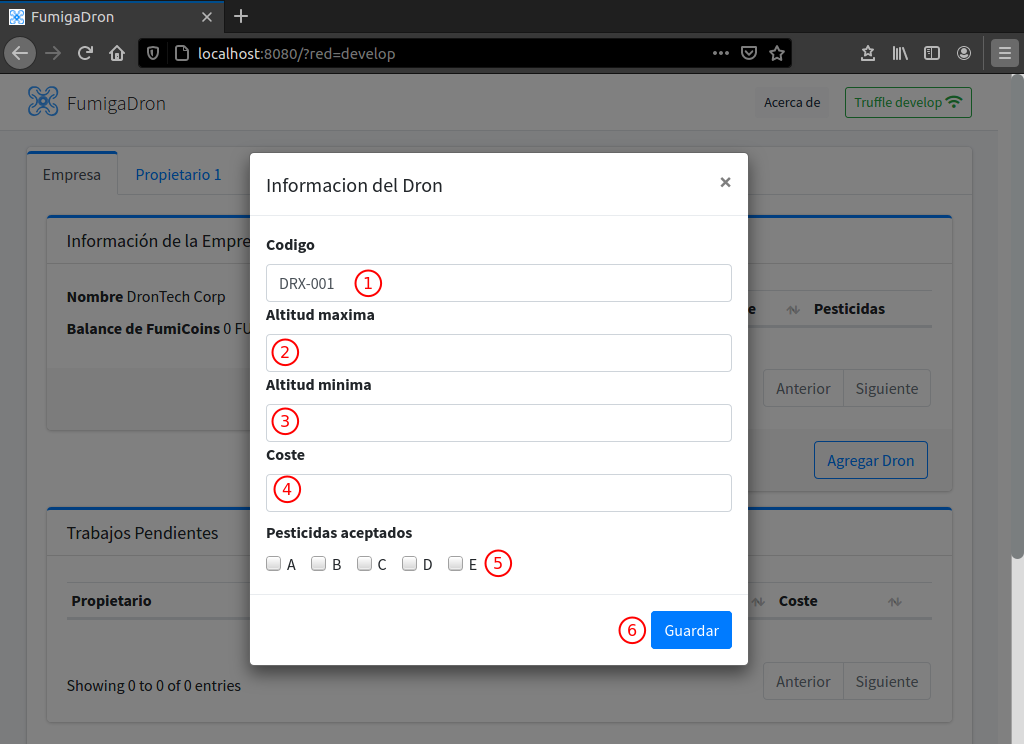 FumigaDron
localhost:8080/?red=develop
FumigaDron
Acerca de
Truffle develop
Empresa
Propietario 1
Información de la Empre
Nombre DronTech Corp
Balance de FumiCoins 0 FU
e
Pesticidas
Anterior
Siguiente
Agregar Dron
Informacion del Dron
×
Codigo
DRX-001
1
Altitud maxima
2
Altitud minima
3
Coste
4
Pesticidas aceptados
A B C D E 5
6 Guardar
Trabajos Pendientes
Propietario
Coste
Showing 0 to 0 of 0 entries
Anterior
Siguiente